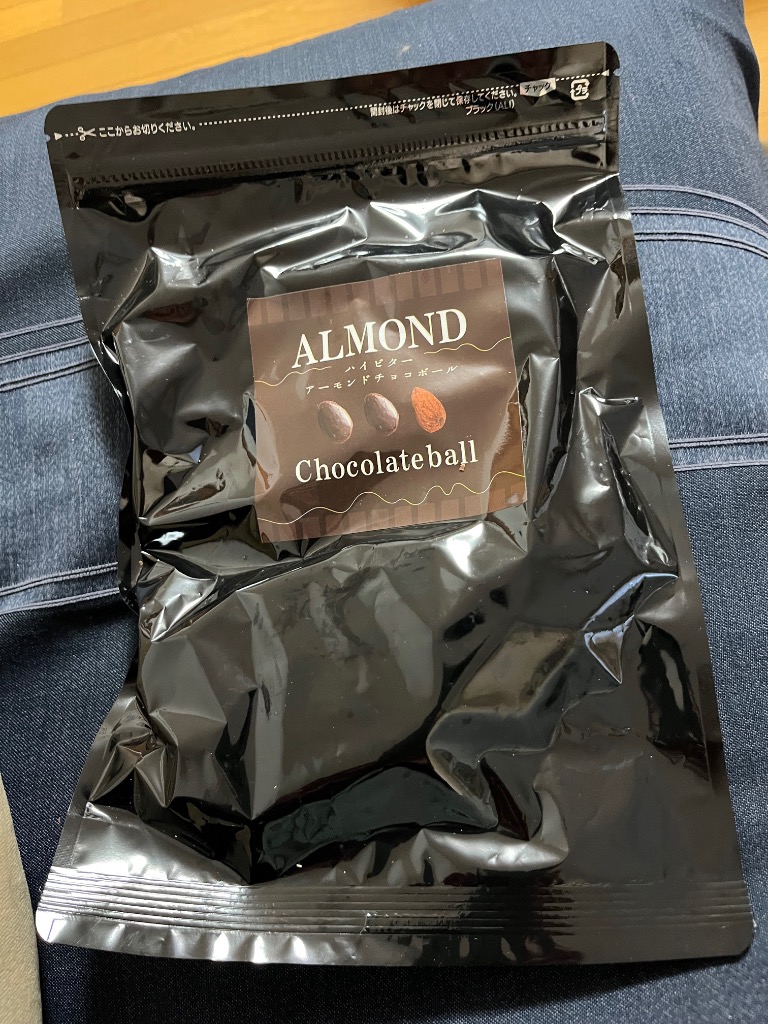 開封後はチャックを閉じて保存してください。
チャック
プラ
ブラック(AL)
ここからお切りください。
ALMOND
ハイビター
アーモンドチョコボール
Chocolateball